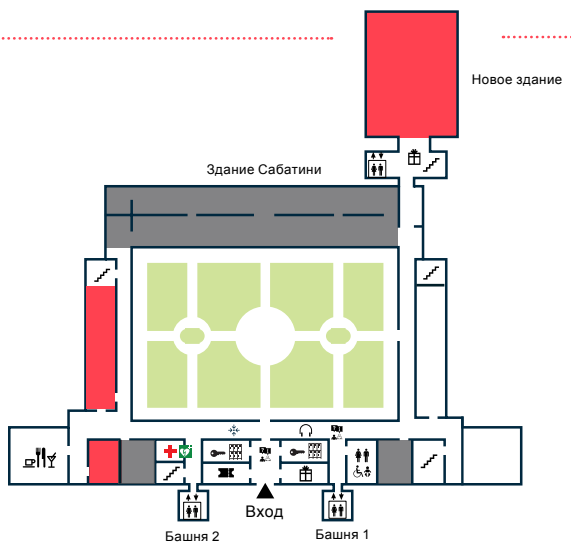 Новое здание
Здание Сабатини
Вход
Башня 2
Башня 1